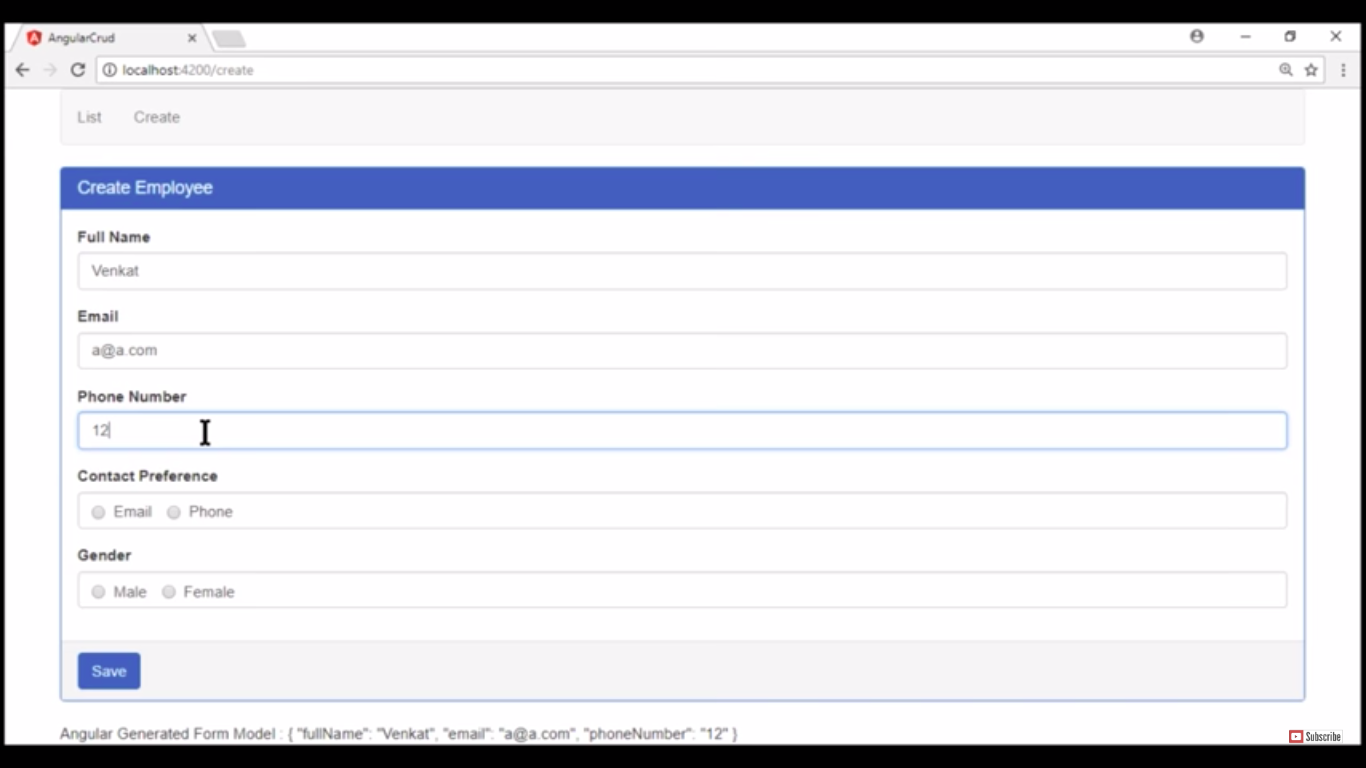 AngularCrud
localhost:4200/create
List Create
Create Employee
Full Name
Venkat
Email
a@a.com
Phone Number
12
Contact Preference
Email Phone
Gender
Male Female
Save
Angular Generated Form Model : { "fullName": "Venkat", "email": "a@a.com", "phoneNumber": "12" }
Subscribe